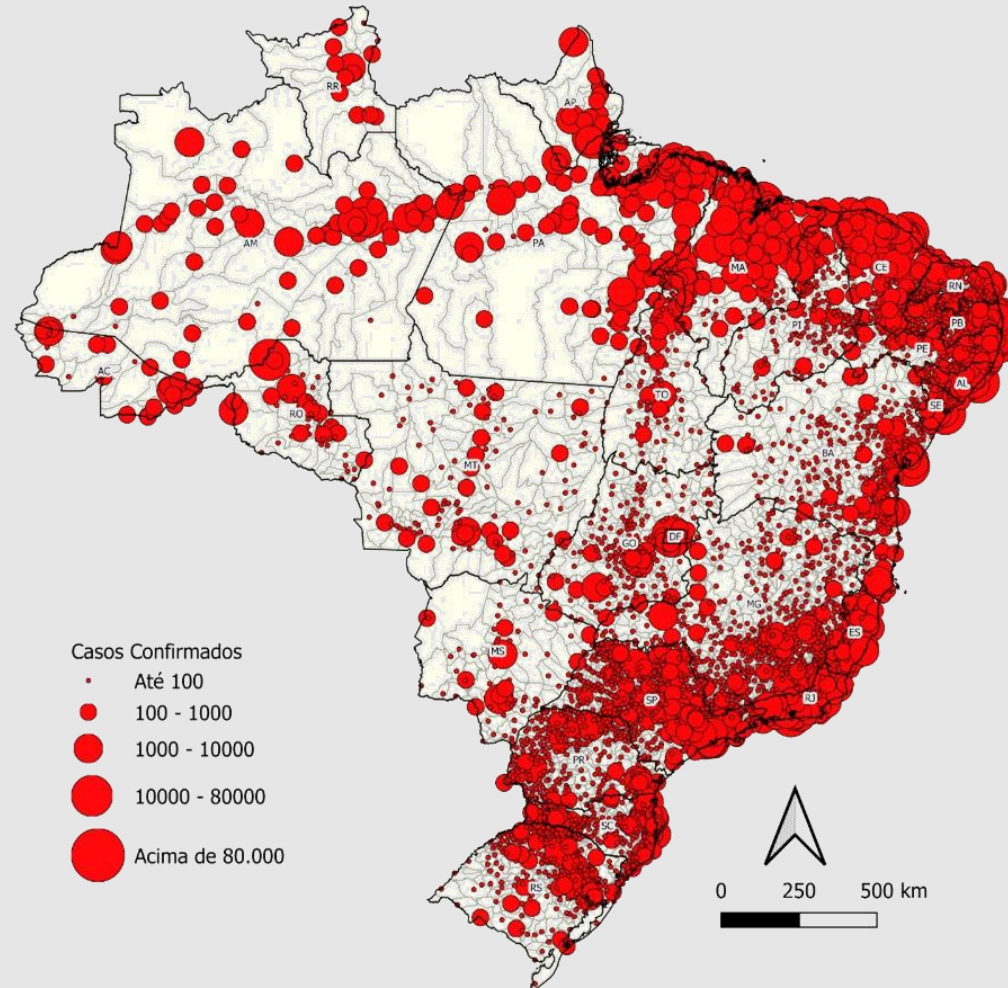 RR
AP
AM
PA
MA
CE
RN
PB
PI
PE
AC
AL
TO
SE
RO
BA
MT
GO
DF
MG
ES
MS
RJ
SP
PR
SC
RS
Casos Confirmados
Até 100
100 - 1000
1000 - 10000
10000 - 80000
Acima de 80.000
0 250 500 km